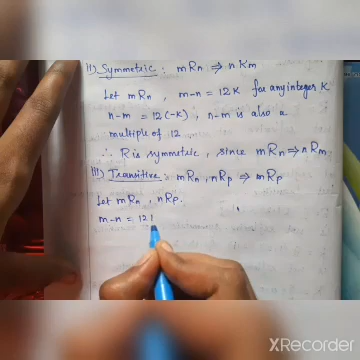 II) Symmetric : mRn ⇒ nRm
Let mRn, m-n = 12K for any integer K
n-m = 12(-K), n-m is also a
multiple of 12
∴ R is symmetric, since mRn ⇒ nRm
III) Transitive : mRn, nRp ⇒ mRp
Let mRn, nRp.
m-n = 12
XRecorder